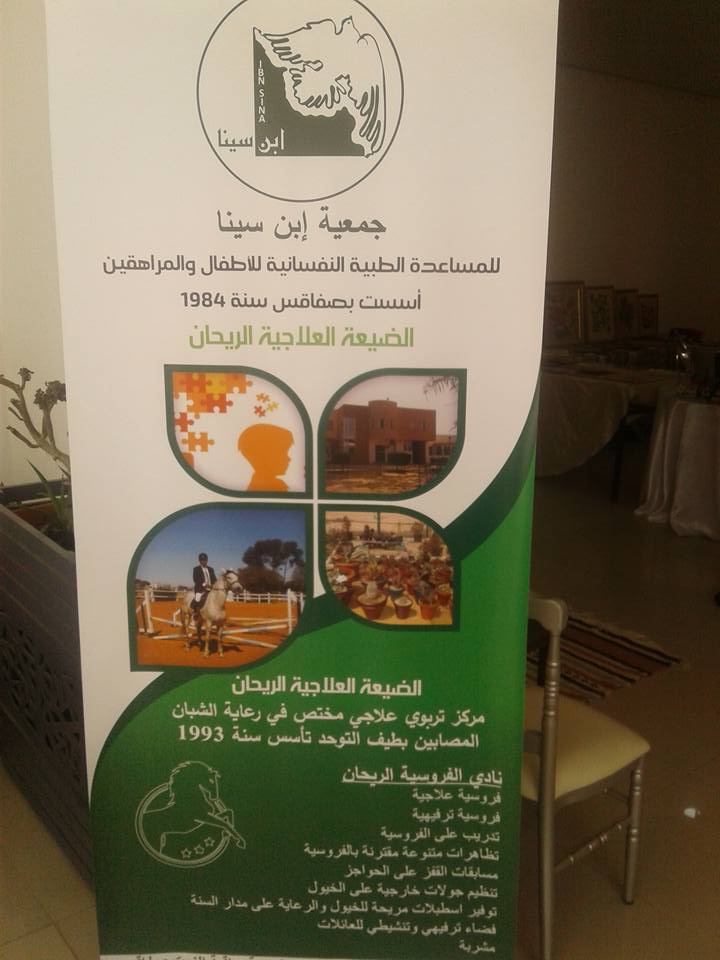 IBN SINA
ابن سينا
جمعية إبن سينا
للمساعدة الطبية النفسانية للأطفال والمراهقين
أسست بصفاقس سنة 1984
الضيعة العلاجية الريحان
الضيعة العلاجية الريحان
مركز تربوي علاجي مختص في رعاية الشبان
المصابين بطيف التوحد تأسس سنة 1993
نادي الفروسية الريحان
فروسية علاجية
فروسية ترفيهية
تدريب على الفروسية
تظاهرات متنوعة مقترنة بالفروسية
مسابقات القفز على الحواجز
تنظيم جولات خارجية على الخيول
توفير اسطبلات مريحة للخيول والرعاية على مدار السنة
فضاء ترفيهي وتنشيطي للعائلات
مشربة